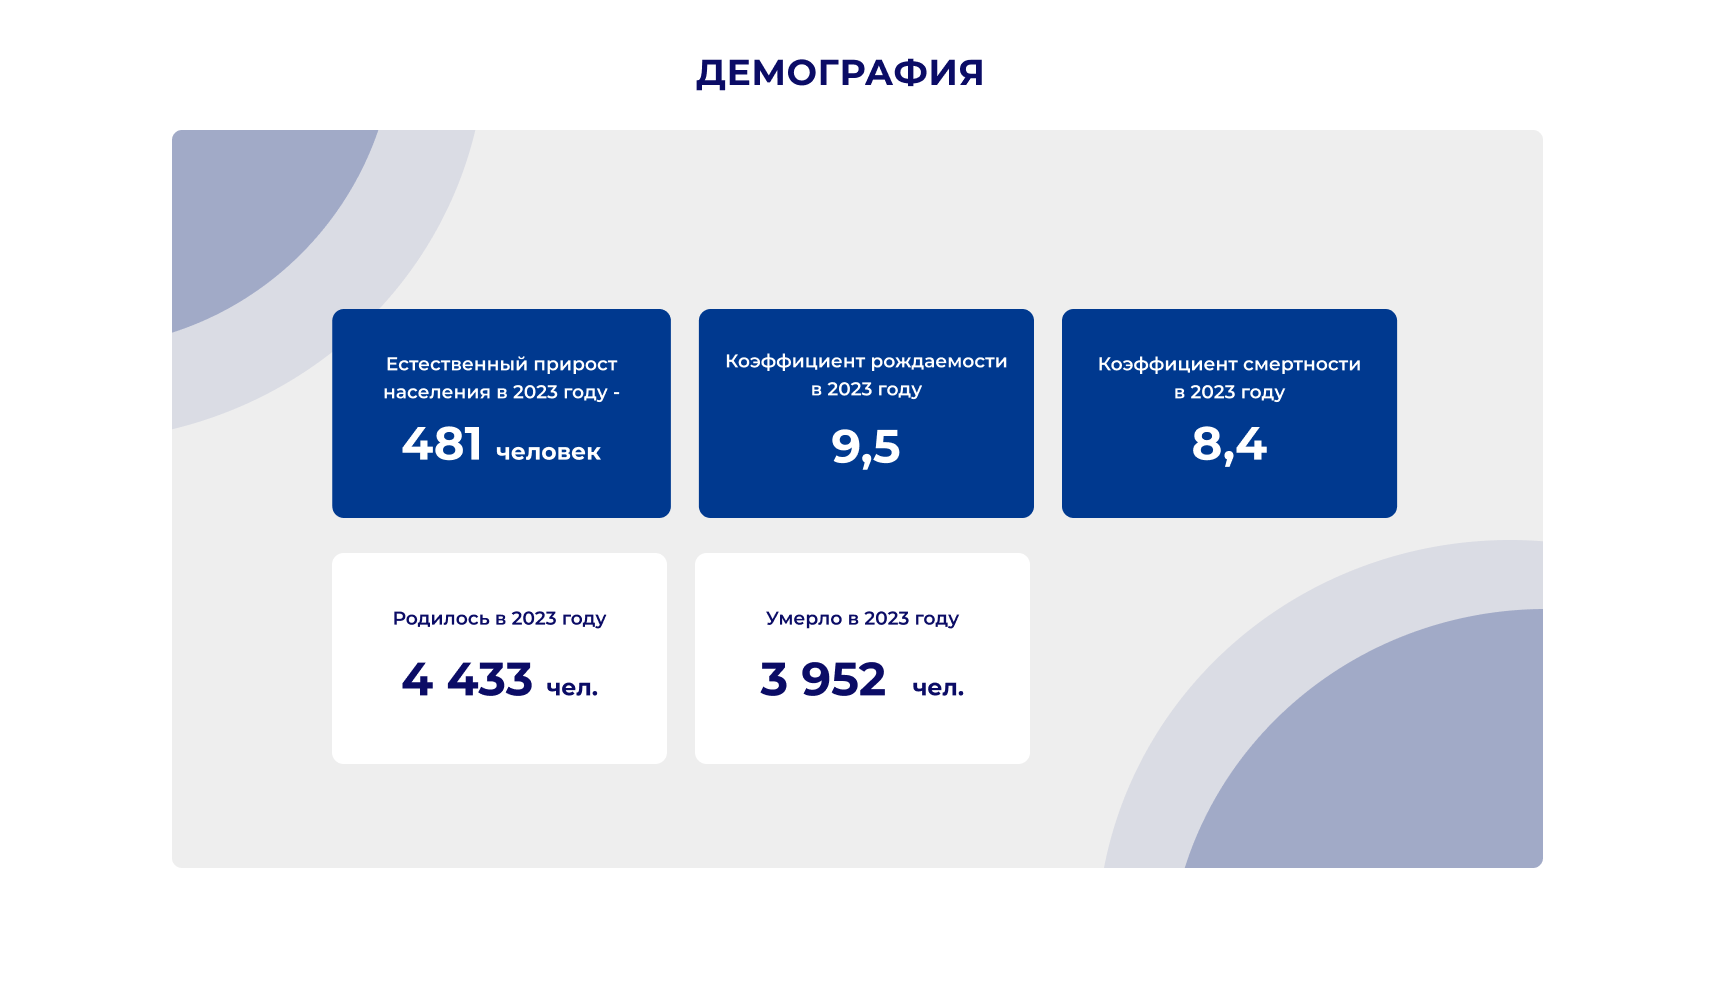 ДЕМОГРАФИЯ
Естественный прирост
населения в 2023 году -
481 человек
Коэффициент рождаемости
в 2023 году
9,5
Коэффициент смертности
в 2023 году
8,4
Родилось в 2023 году
4 433 чел.
Умерло в 2023 году
3 952 чел.